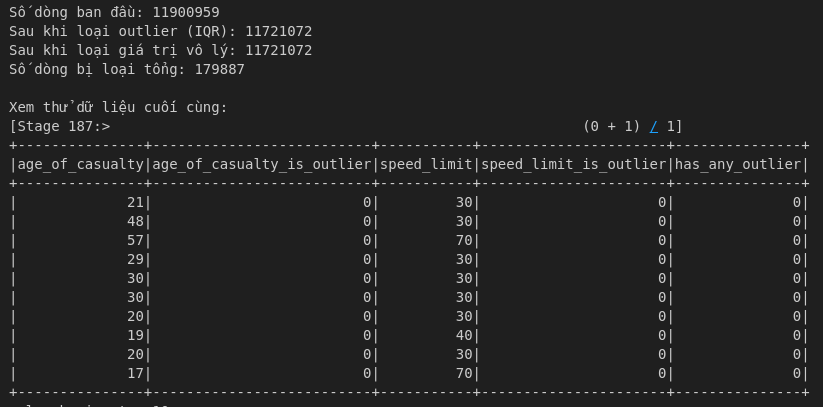 Số dòng ban đầu: 11900959
Sau khi loại outlier (IQR): 11721072
Sau khi loại giá trị vô lý: 11721072
Số dòng bị loại tổng: 179887
Xem thử dữ liệu cuối cùng:
[Stage 187:>                                                        (0 + 1) / 1]
+---------------+--------------------------+-----------+----------------------+---------------+
|age_of_casualty|age_of_casualty_is_outlier|speed_limit|speed_limit_is_outlier|has_any_outlier|
+---------------+--------------------------+-----------+----------------------+---------------+
|             21|                         0|         30|                     0|              0|
|             48|                         0|         30|                     0|              0|
|             57|                         0|         70|                     0|              0|
|             29|                         0|         30|                     0|              0|
|             30|                         0|         30|                     0|              0|
|             30|                         0|         30|                     0|              0|
|             20|                         0|         30|                     0|              0|
|             19|                         0|         40|                     0|              0|
|             20|                         0|         30|                     0|              0|
|             17|                         0|         70|                     0|              0|
+---------------+--------------------------+-----------+----------------------+---------------+